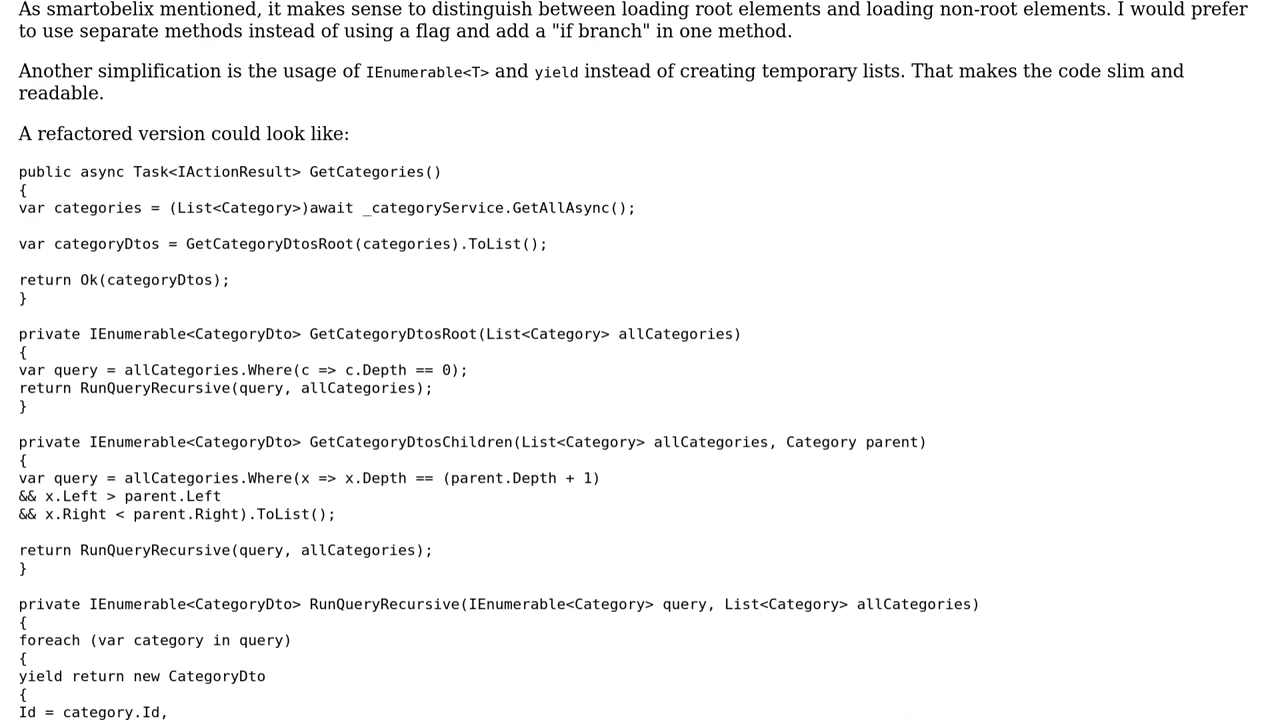 As smartobelix mentioned, it makes sense to distinguish between loading root elements and loading non-root elements. I would prefer
to use separate methods instead of using a flag and add a "if branch" in one method.
Another simplification is the usage of IEnumerable<T> and yield instead of creating temporary lists. That makes the code slim and
readable.
A refactored version could look like:
public async Task<IActionResult> GetCategories()
{
var categories = (List<Category>)await _categoryService.GetAllAsync();
var categoryDtos = GetCategoryDtosRoot(categories).ToList();
return Ok(categoryDtos);
}
private IEnumerable<CategoryDto> GetCategoryDtosRoot(List<Category> allCategories)
{
var query = allCategories.Where(c => c.Depth == 0);
return RunQueryRecursive(query, allCategories);
}
private IEnumerable<CategoryDto> GetCategoryDtosChildren(List<Category> allCategories, Category parent)
{
var query = allCategories.Where(x => x.Depth == (parent.Depth + 1)
&& x.Left > parent.Left
&& x.Right < parent.Right).ToList();
return RunQueryRecursive(query, allCategories);
}
private IEnumerable<CategoryDto> RunQueryRecursive(IEnumerable<Category> query, List<Category> allCategories)
{
foreach (var category in query)
{
yield return new CategoryDto
{
Id = category.Id,